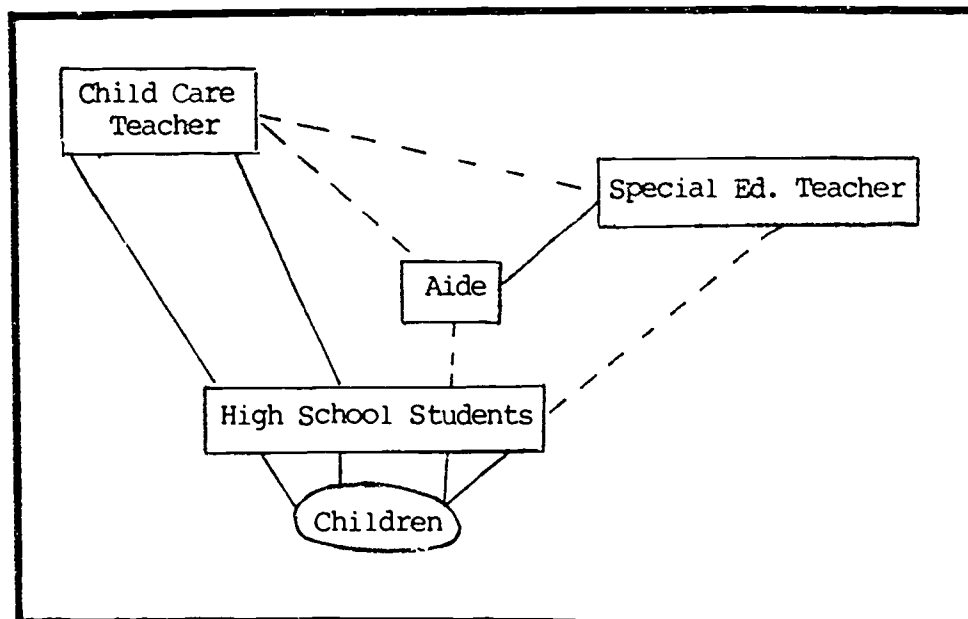 Child Care
Teacher
Special Ed. Teacher
Aide
High School Students
Children